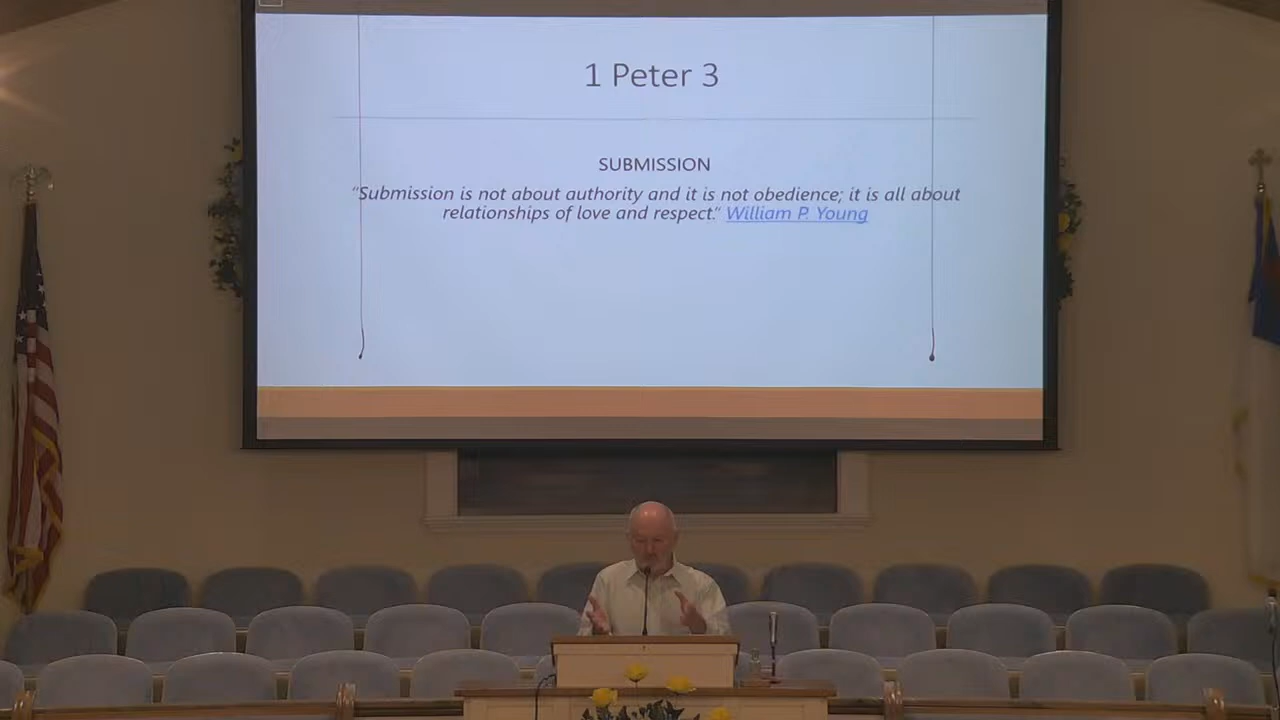 1 Peter 3
SUBMISSION
“Submission is not about authority and it is not obedience; it is all about
relationships of love and respect.” William P. Young